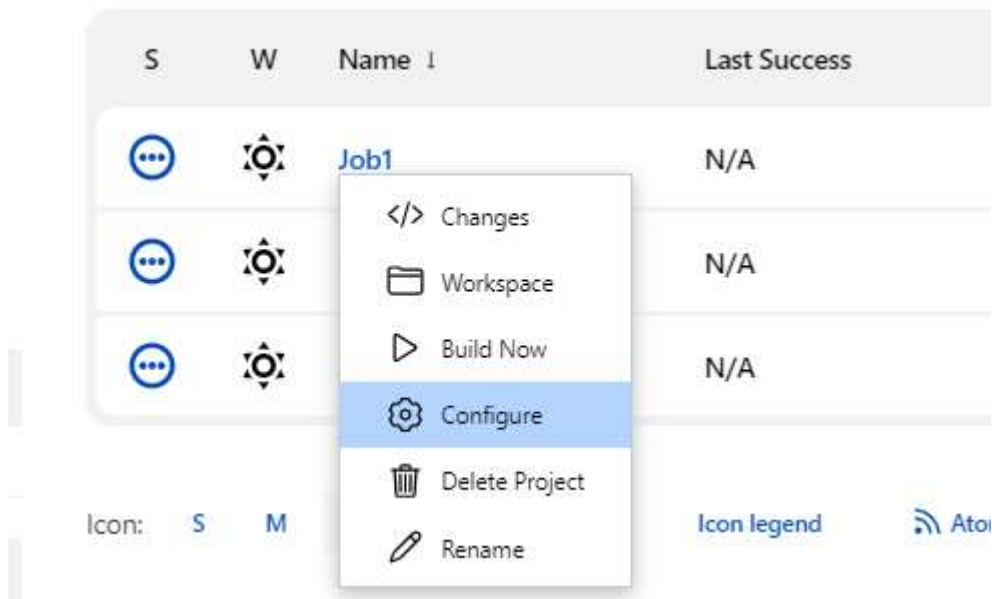 S W Name ↓ Last Success
Job1 N/A
Changes
Workspace
N/A
Build Now
N/A
Configure
Delete Project
Icon: S M Icon legend
Rename